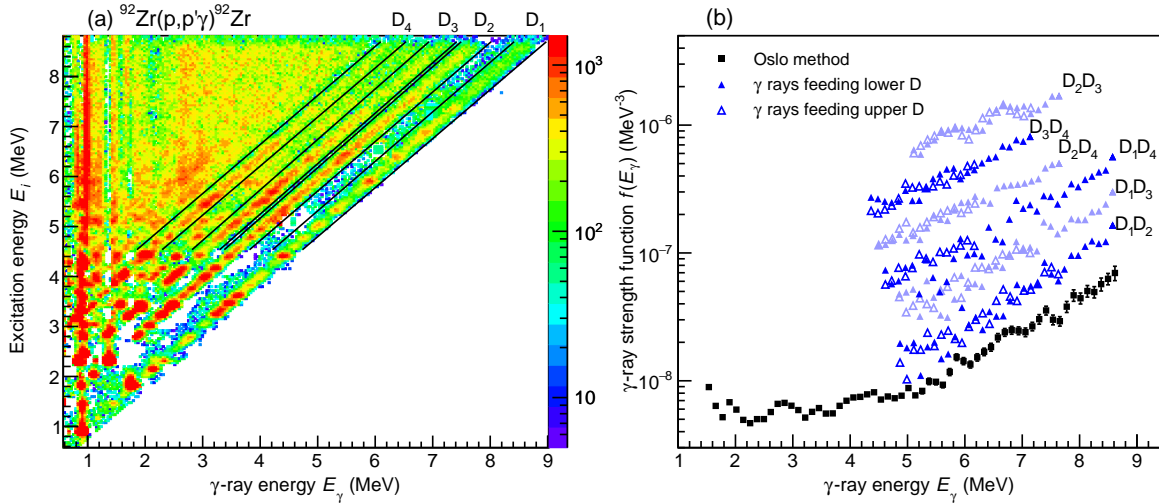 (a) ⁹²Zr(p,p'γ)⁹²Zr
D₄ D₃ D₂ D₁
Excitation energy Eᵢ (MeV)
8
7
6
5
4
3
2
1
1 2 3 4 5 6 7 8 9
γ-ray energy E_γ (MeV)
10³
10²
10
(b)
Oslo method
γ rays feeding lower D
γ rays feeding upper D
D₂D₃
D₃D₄
D₂D₄
D₁D₄
D₁D₃
D₁D₂
γ-ray strength function f(E_γ) (MeV⁻³)
10⁻⁶
10⁻⁷
10⁻⁸
1 2 3 4 5 6 7 8 9
γ-ray energy E_γ (MeV)